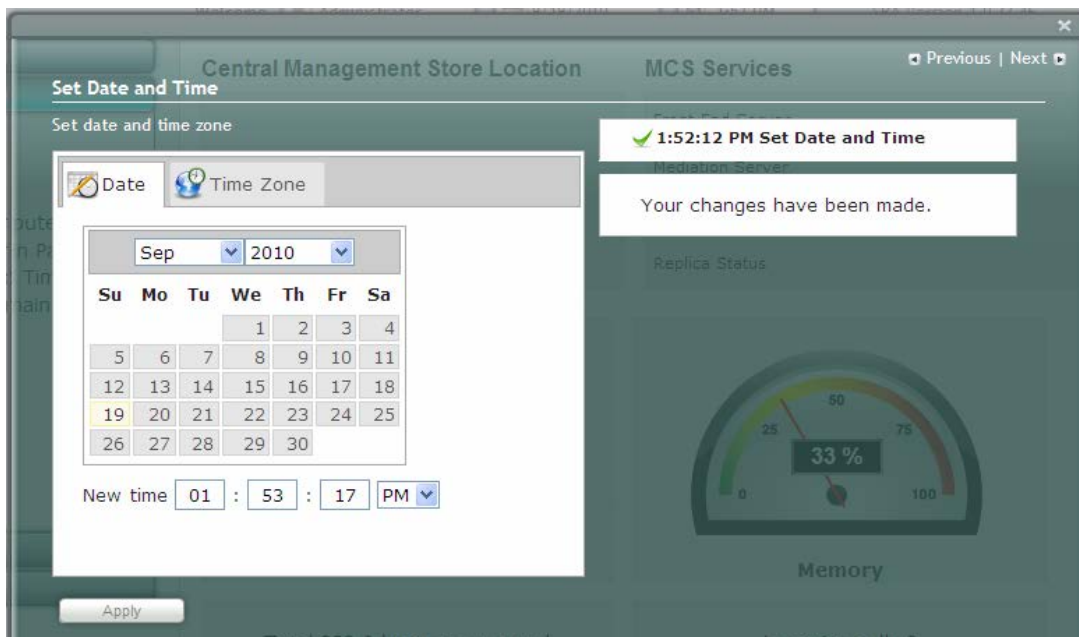 Central Management Store Location
MCS Services
Previous | Next
Set Date and Time
Set date and time zone
1:52:12 PM Set Date and Time
Mediation Server
Your changes have been made.
Replica Status
Date
Time Zone
Sep 2010
Su Mo Tu We Th Fr Sa
1 2 3 4
5 6 7 8 9 10 11
12 13 14 15 16 17 18
19 20 21 22 23 24 25
26 27 28 29 30
New time 01 : 53 : 17 PM
0 25 50 75 100
33 %
Memory
Apply